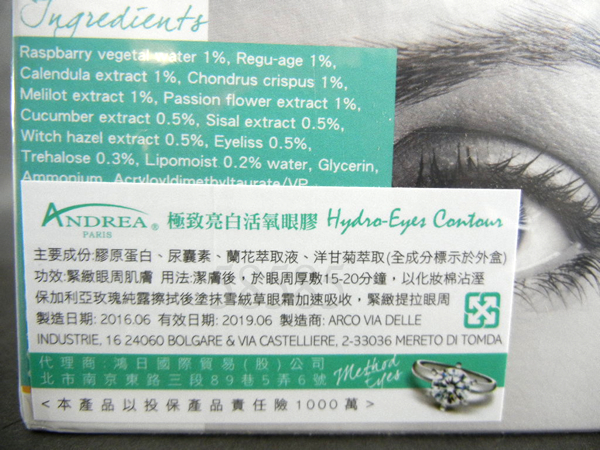 Ingredients
Raspbarry vegetal water 1%, Regu-age 1%,
Calendula extract 1%, Chondrus crispus 1%,
Melilot extract 1%, Passion flower extract 1%,
Cucumber extract 0.5%, Sisal extract 0.5%,
Witch hazel extract 0.5%, Eyeliss 0.5%,
Trehalose 0.3%, Lipomoist 0.2% water, Glycerin,
Ammonium Acryloyldimethyltaurate/VP
ANDREA® 極致亮白活氧眼膠 Hydro-Eyes Contour
PARIS
主要成份:膠原蛋白、尿囊素、蘭花萃取液、洋甘菊萃取(全成分標示於外盒)
功效:緊緻眼周肌膚 用法:潔膚後，於眼周厚敷15-20分鐘，以化妝棉沾溼
保加利亞玫瑰純露擦拭後塗抹雪絨草眼霜加速吸收，緊緻提拉眼周
製造日期: 2016.06 有效日期: 2019.06 製造商: ARCO VIA DELLE
INDUSTRIE, 16 24060 BOLGARE & VIA CASTELLIERE, 2-33036 MERETO DI TOMDA
代理商:鴻日國際貿易(股)公司
北市南京東路三段89巷5弄6號
Method Eyes
<本產品以投保產品責任險1000萬>